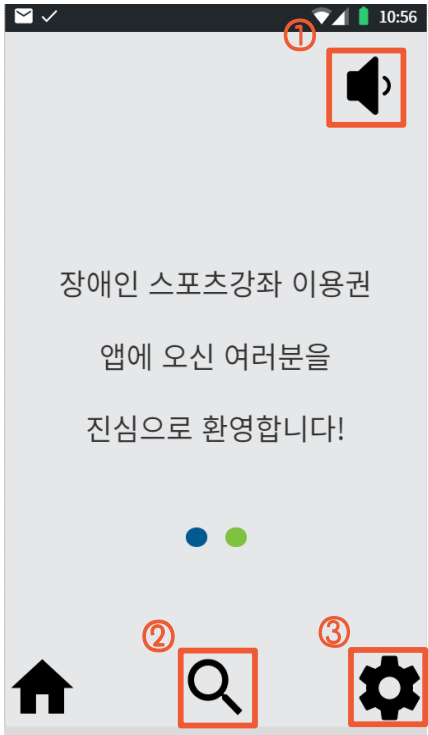 10:56
①
장애인 스포츠강좌 이용권
앱에 오신 여러분을
진심으로 환영합니다!
②
③